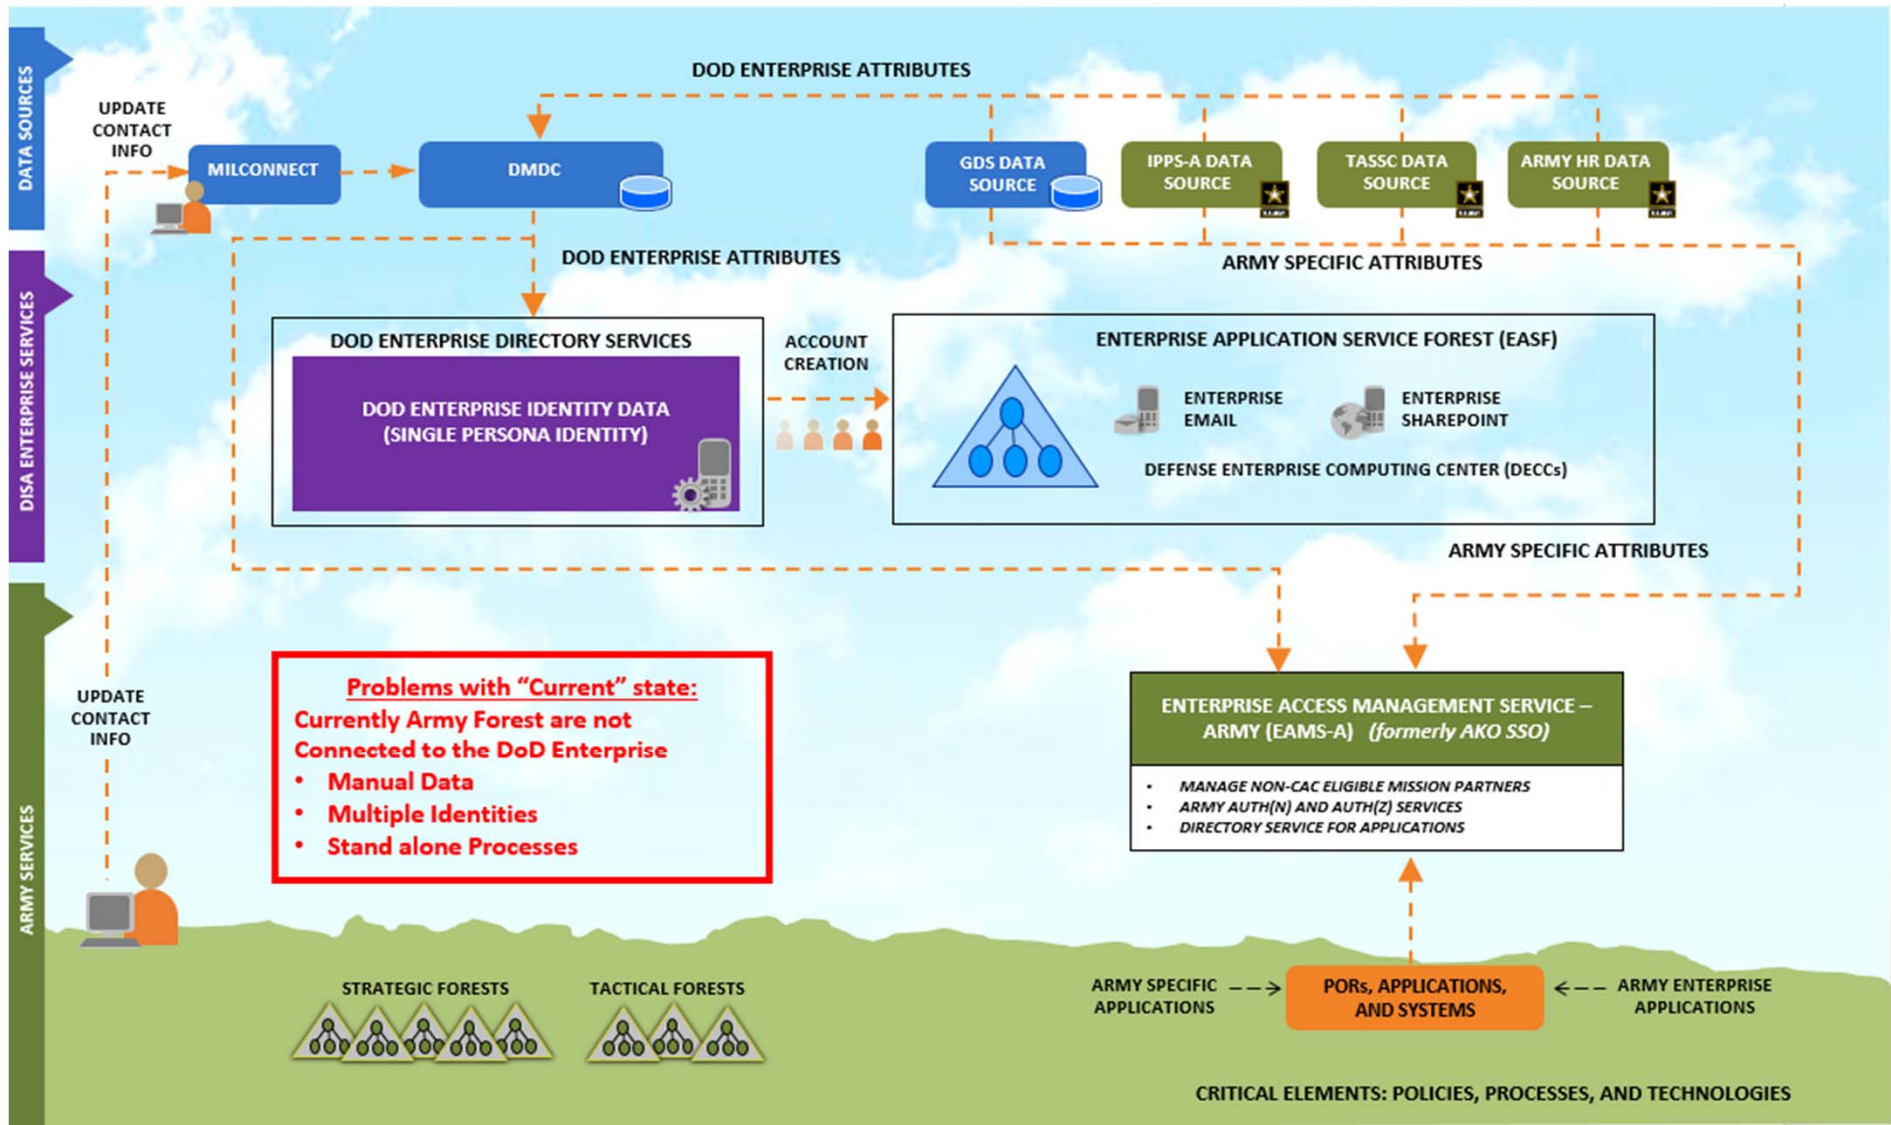 DATA SOURCES
DOD ENTERPRISE ATTRIBUTES
UPDATE
CONTACT
INFO
MILCONNECT
DMDC
GDS DATA
SOURCE
IPPS-A DATA
SOURCE
TASSC DATA
SOURCE
ARMY HR DATA
SOURCE
DOD ENTERPRISE ATTRIBUTES
ARMY SPECIFIC ATTRIBUTES
DISA ENTERPRISE SERVICES
DOD ENTERPRISE DIRECTORY SERVICES
DOD ENTERPRISE IDENTITY DATA
(SINGLE PERSONA IDENTITY)
ACCOUNT
CREATION
ENTERPRISE APPLICATION SERVICE FOREST (EASF)
ENTERPRISE
EMAIL
ENTERPRISE
SHAREPOINT
DEFENSE ENTERPRISE COMPUTING CENTER (DECCs)
ARMY SPECIFIC ATTRIBUTES
ARMY SERVICES
UPDATE
CONTACT
INFO
Problems with “Current” state:
Currently Army Forest are not
Connected to the DoD Enterprise
• Manual Data
• Multiple Identities
• Stand alone Processes
ENTERPRISE ACCESS MANAGEMENT SERVICE –
ARMY (EAMS-A) (formerly AKO SSO)
• MANAGE NON-CAC ELIGIBLE MISSION PARTNERS
• ARMY AUTH(N) AND AUTH(Z) SERVICES
• DIRECTORY SERVICE FOR APPLICATIONS
STRATEGIC FORESTS
TACTICAL FORESTS
ARMY SPECIFIC
APPLICATIONS
PORs, APPLICATIONS,
AND SYSTEMS
ARMY ENTERPRISE
APPLICATIONS
CRITICAL ELEMENTS: POLICIES, PROCESSES, AND TECHNOLOGIES